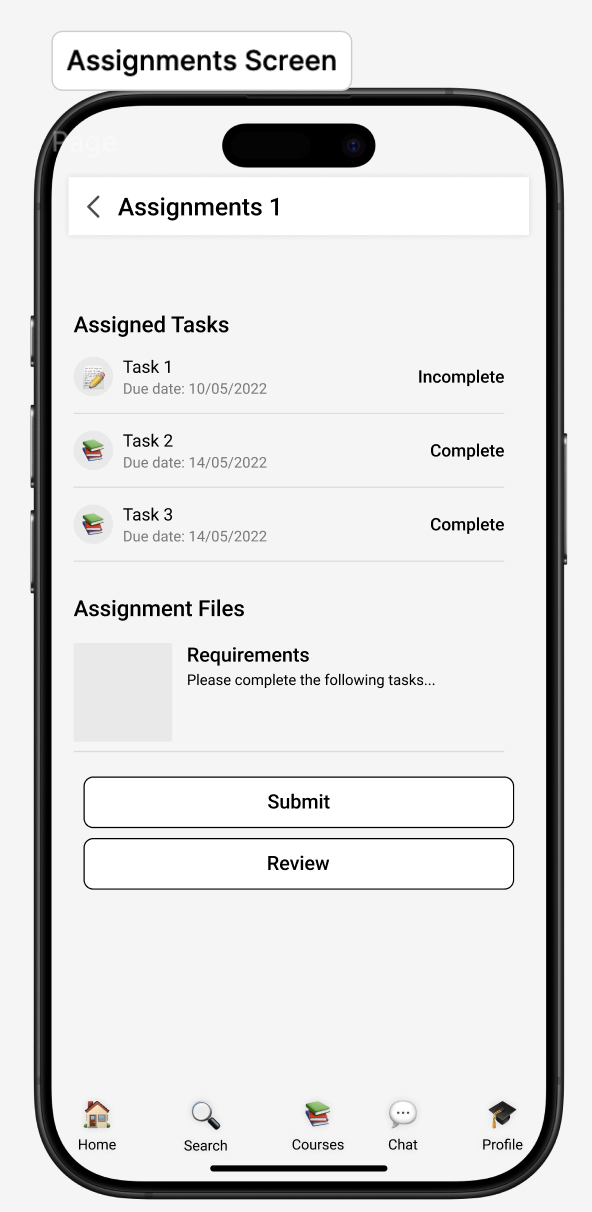 Assignments Screen
Page
Assignments 1
Assigned Tasks
Task 1
Due date: 10/05/2022
Incomplete
Task 2
Due date: 14/05/2022
Complete
Task 3
Due date: 14/05/2022
Complete
Assignment Files
Requirements
Please complete the following tasks...
Submit
Review
Home
Search
Courses
Chat
Profile